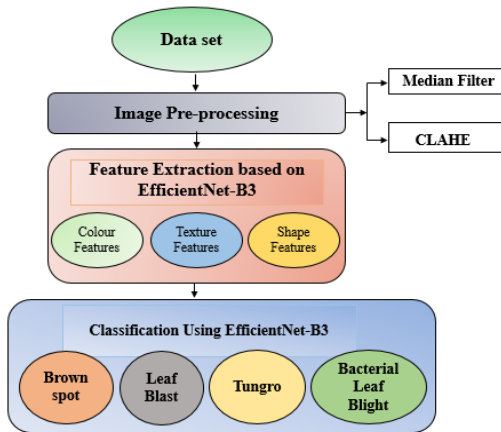 Data set
Image Pre-processing
Median Filter
CLAHE
Feature Extraction based on
EfficientNet-B3
Colour
Features
Texture
Features
Shape
Features
Classification Using EfficientNet-B3
Brown
spot
Leaf
Blast
Tungro
Bacterial
Leaf
Blight